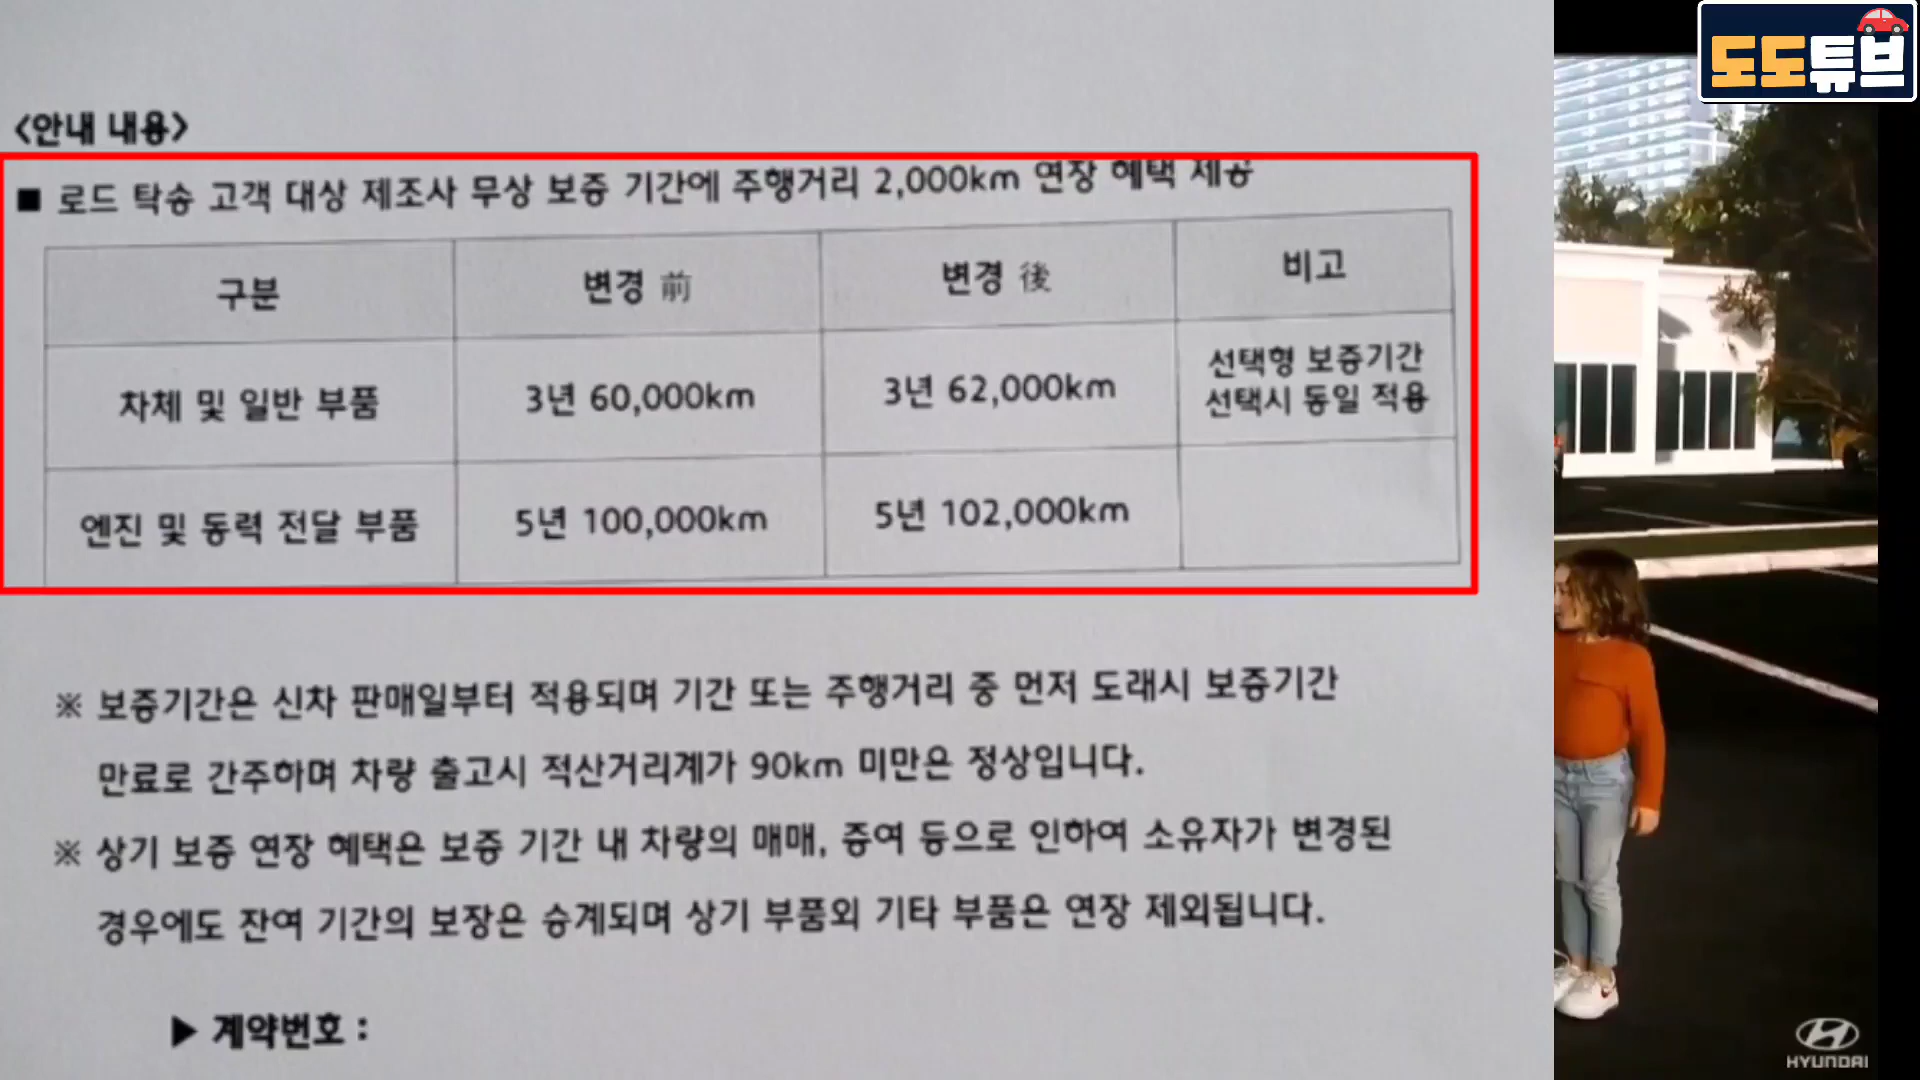 도도튜브
<안내 내용>
■ 로드 탁송 고객 대상 제조사 무상 보증 기간에 주행거리 2,000km 연장 혜택 제공
구분 변경 前 변경 後 비고
차체 및 일반 부품 3년 60,000km 3년 62,000km 선택형 보증기간
선택시 동일 적용
엔진 및 동력 전달 부품 5년 100,000km 5년 102,000km
※ 보증기간은 신차 판매일부터 적용되며 기간 또는 주행거리 중 먼저 도래시 보증기간
만료로 간주하며 차량 출고시 적산거리계가 90km 미만은 정상입니다.
※ 상기 보증 연장 혜택은 보증 기간 내 차량의 매매, 증여 등으로 인하여 소유자가 변경된
경우에도 잔여 기간의 보장은 승계되며 상기 부품외 기타 부품은 연장 제외됩니다.
▶ 계약번호 :
HYUNDAI